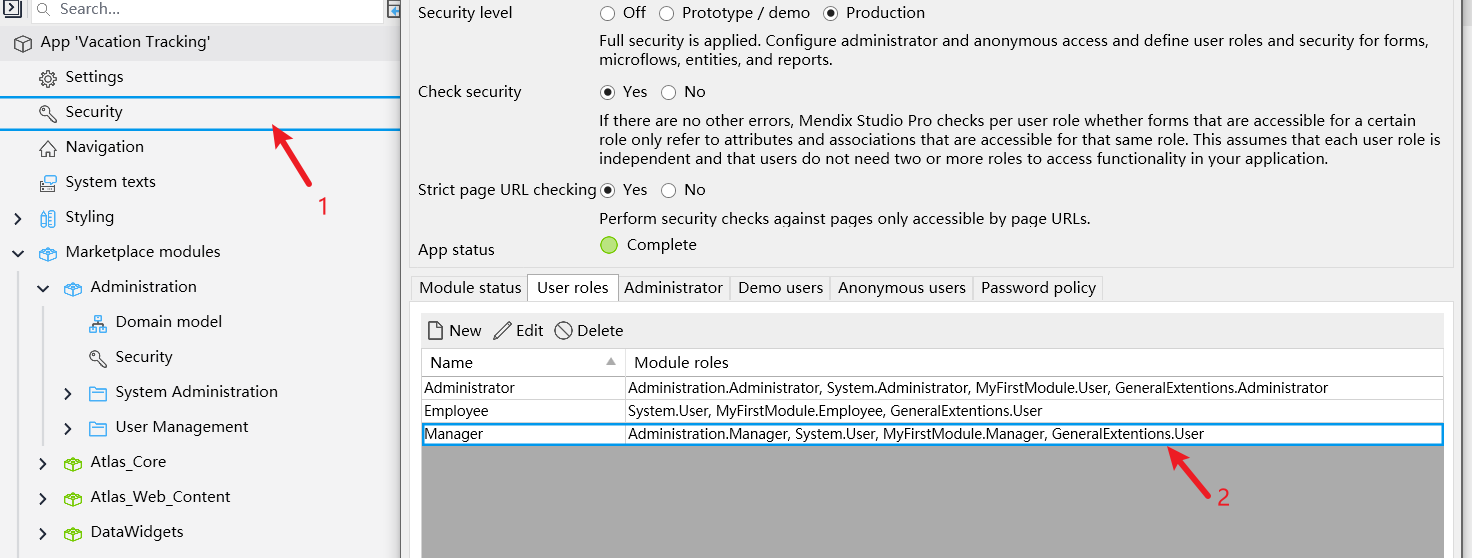 Search...
App 'Vacation Tracking'
Settings
Security
1
Navigation
System texts
Styling
Marketplace modules
Administration
Domain model
Security
System Administration
User Management
Atlas_Core
Atlas_Web_Content
DataWidgets
Security level Off Prototype / demo Production
Full security is applied. Configure administrator and anonymous access and define user roles and security for forms,
microflows, entities, and reports.
Check security Yes No
If there are no other errors, Mendix Studio Pro checks per user role whether forms that are accessible for a certain
role only refer to attributes and associations that are accessible for that same role. This assumes that each user role is
independent and that users do not need two or more roles to access functionality in your application.
Strict page URL checking Yes No
Perform security checks against pages only accessible by page URLs.
App status Complete
Module status User roles Administrator Demo users Anonymous users Password policy
New Edit Delete
Name Module roles
Administrator Administration.Administrator, System.Administrator, MyFirstModule.User, GeneralExtentions.Administrator
Employee System.User, MyFirstModule.Employee, GeneralExtentions.User
Manager Administration.Manager, System.User, MyFirstModule.Manager, GeneralExtentions.User
2